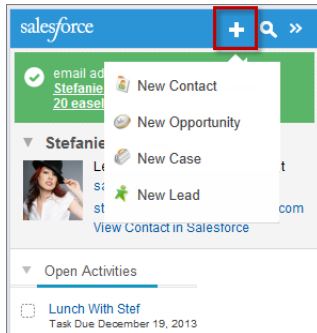 salesforce
email ad
Stefanie
20 easel
New Contact
New Opportunity
New Case
New Lead
Stefanie
Le t
sa
st com
View Contact in Salesforce
Open Activities
Lunch With Stef
Task Due December 19, 2013